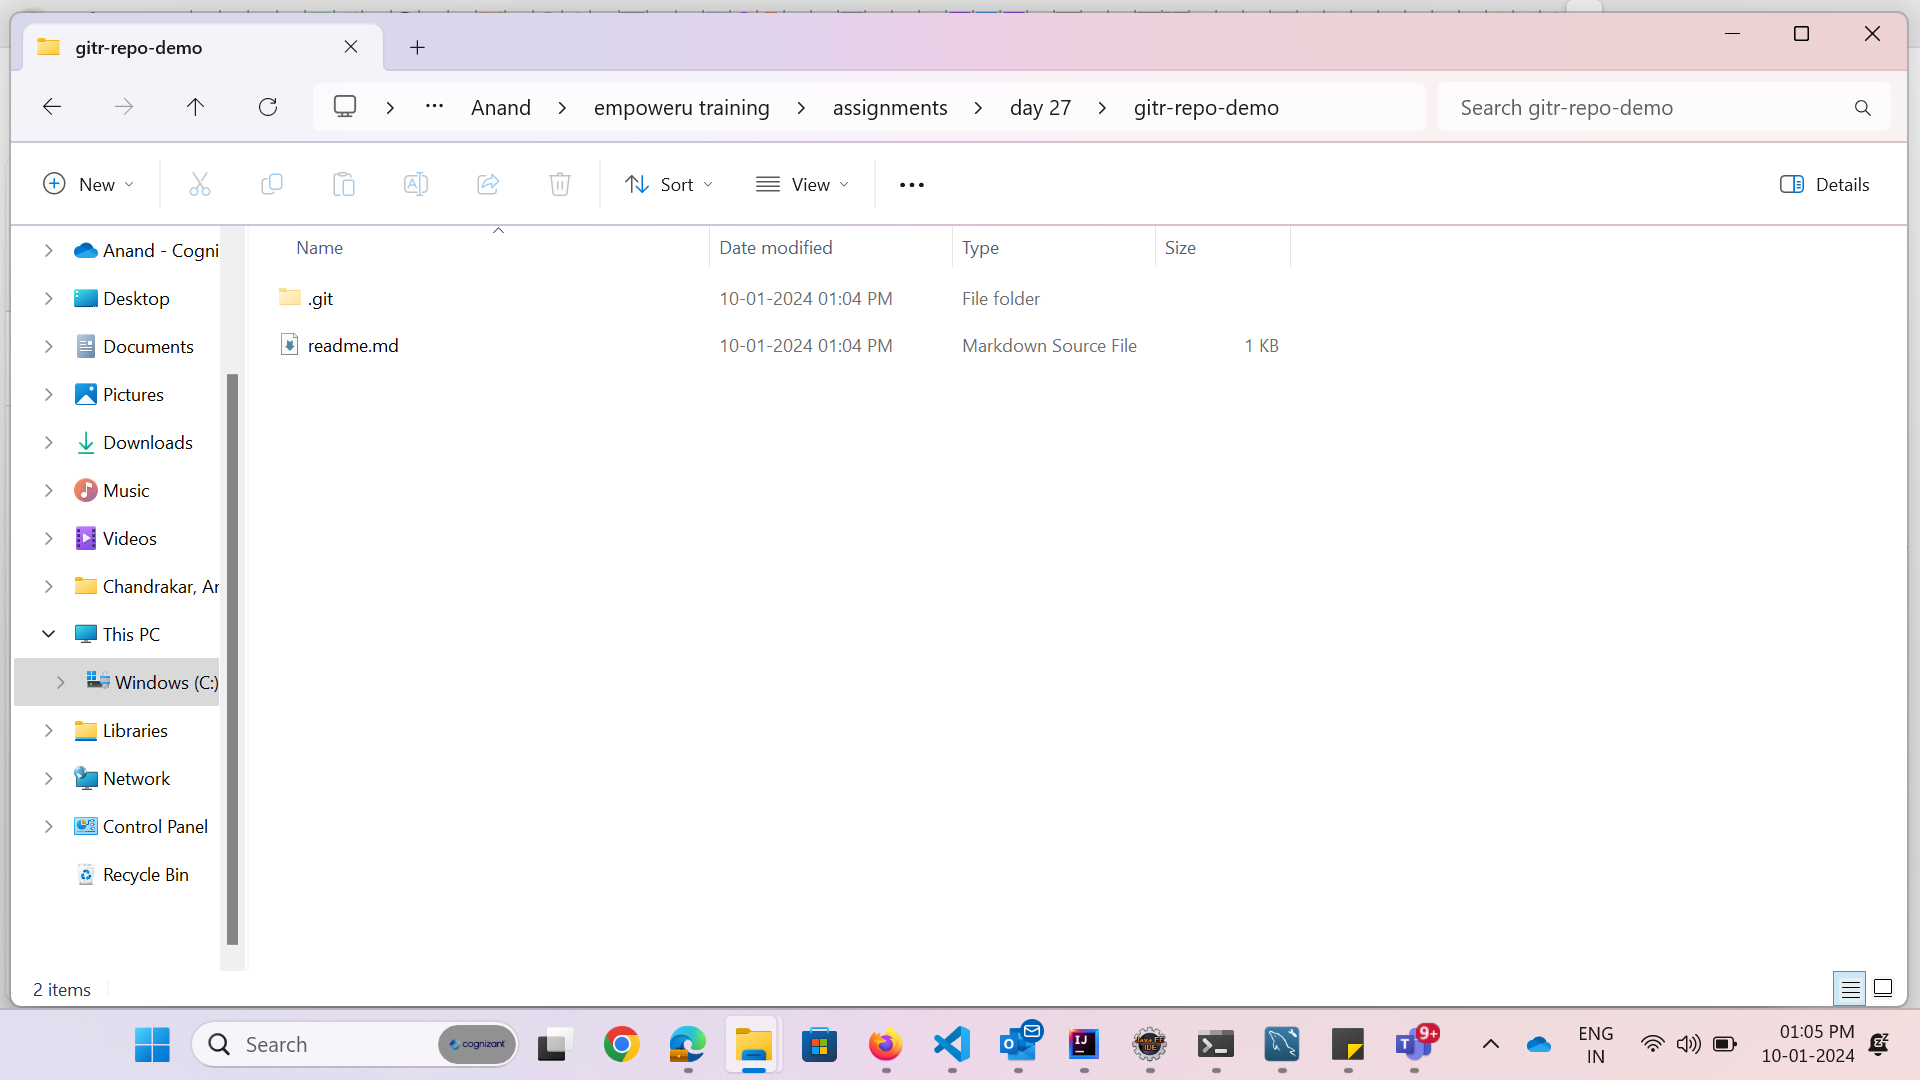 gitr-repo-demo
Anand empoweru training assignments day 27 gitr-repo-demo
Search gitr-repo-demo
New Sort View Details
Name Date modified Type Size
.git 10-01-2024 01:04 PM File folder
readme.md 10-01-2024 01:04 PM Markdown Source File 1 KB
Anand - Cogni
Desktop
Documents
Pictures
Downloads
Music
Videos
Chandrakar, Ar
This PC
Windows (C:)
Libraries
Network
Control Panel
Recycle Bin
2 items
Search
cognizant
9+
ENG
IN
01:05 PM
10-01-2024